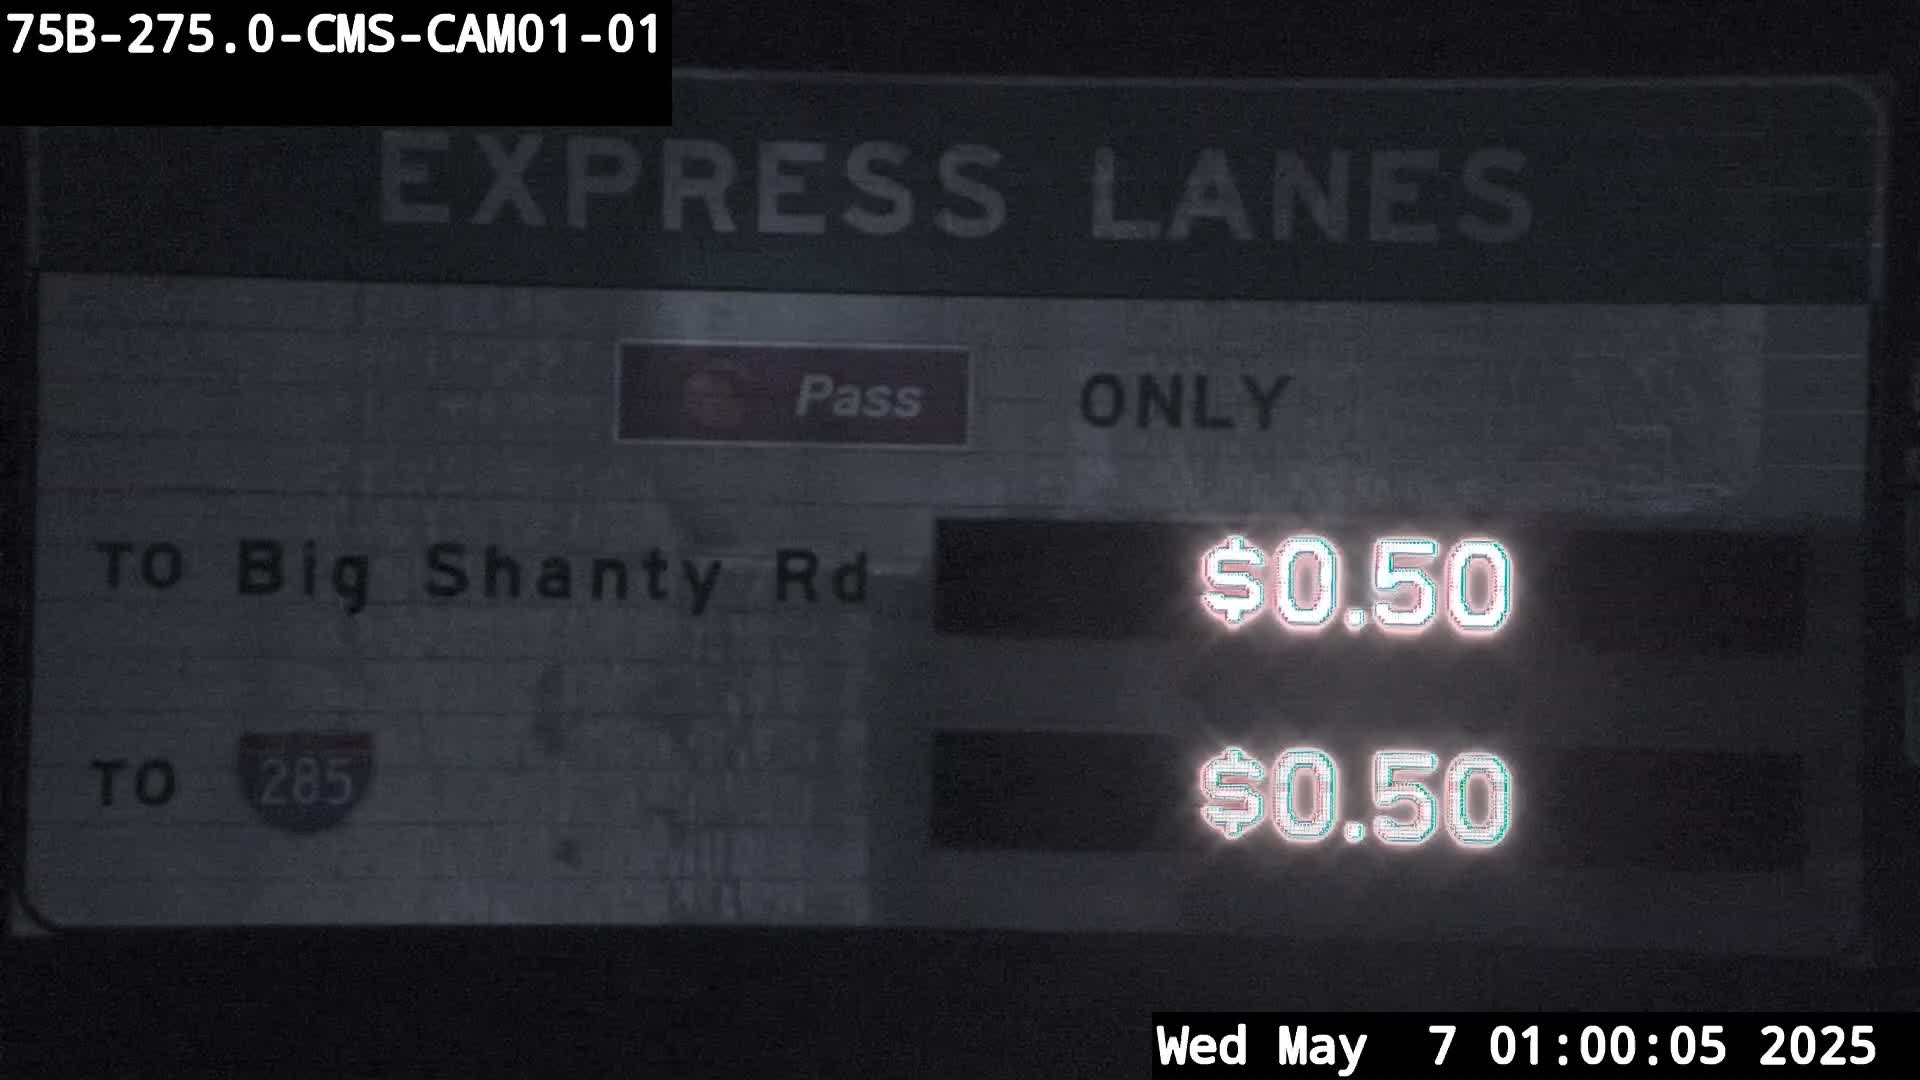 75B-275.0-CMS-CAM01-01
EXPRESS LANES
Pass ONLY
TO Big Shanty Rd $0.50
TO 285 $0.50
Wed May 7 01:00:05 2025